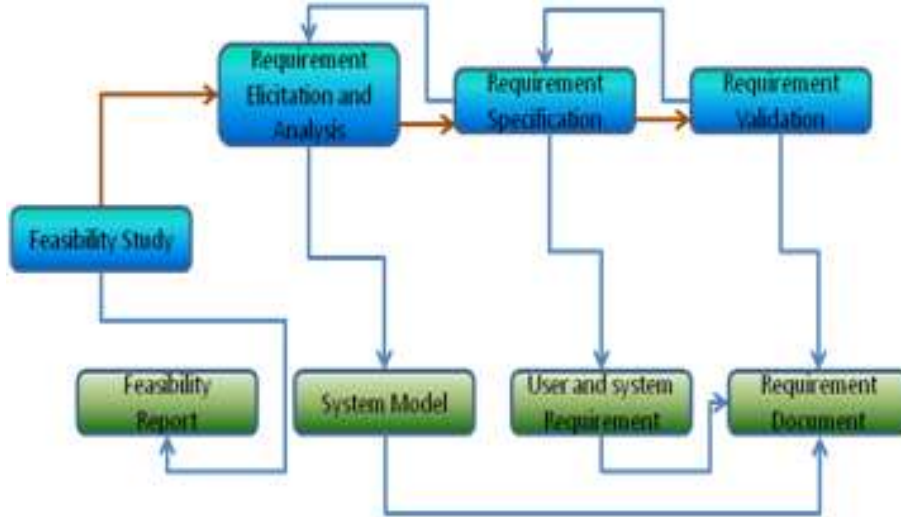 Requirement
Elicitation and
Analysis
Requirement
Specification
Requirement
Validation
Feasibility Study
Feasibility
Report
System Model
User and system
Requirement
Requirement
Document